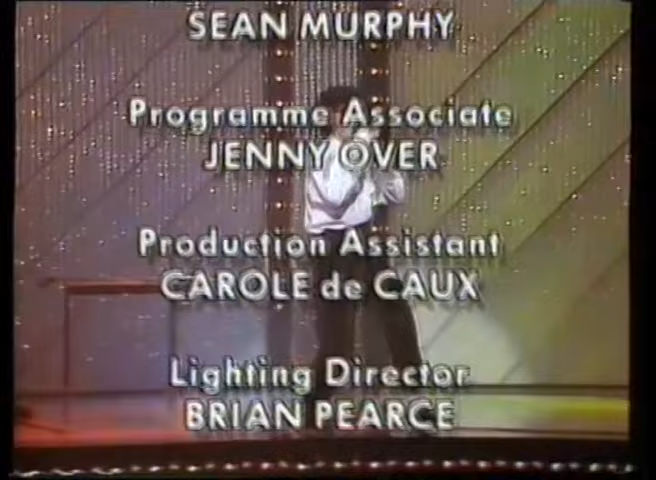 SEAN MURPHY
Programme Associate
JENNY OVER
Production Assistant
CAROLE de CAUX
Lighting Director
BRIAN PEARCE